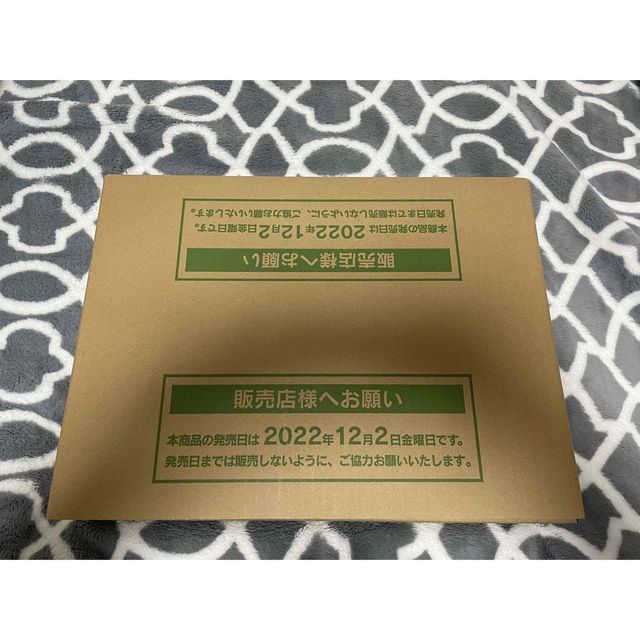 本商品の発売日は 2022年12月2日金曜日です。
発売日までは販売しないように、ご協力お願いいたします。
販売店様へお願い
販売店様へお願い
本商品の発売日は 2022年12月2日金曜日です。
発売日までは販売しないように、ご協力お願いいたします。